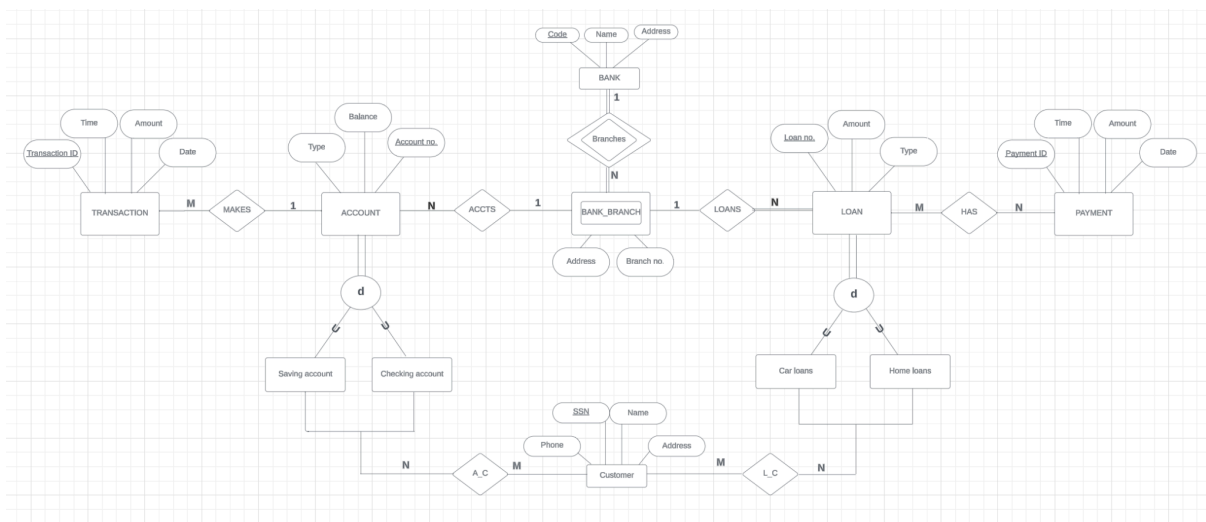 Code
Name
Address
BANK
1
Branches
N
Time
Amount
Transaction ID
Date
TRANSACTION
M
MAKES
1
Balance
Type
Account no.
ACCOUNT
N
ACCTS
1
BANK_BRANCH
Address
Branch no.
1
LOANS
N
Amount
Loan no.
Type
LOAN
M
HAS
N
Time
Amount
Payment ID
Date
PAYMENT
d
U
U
Saving account
Checking account
d
U
U
Car loans
Home loans
SSN
Name
Phone
Address
Customer
N
A_C
M
M
L_C
N